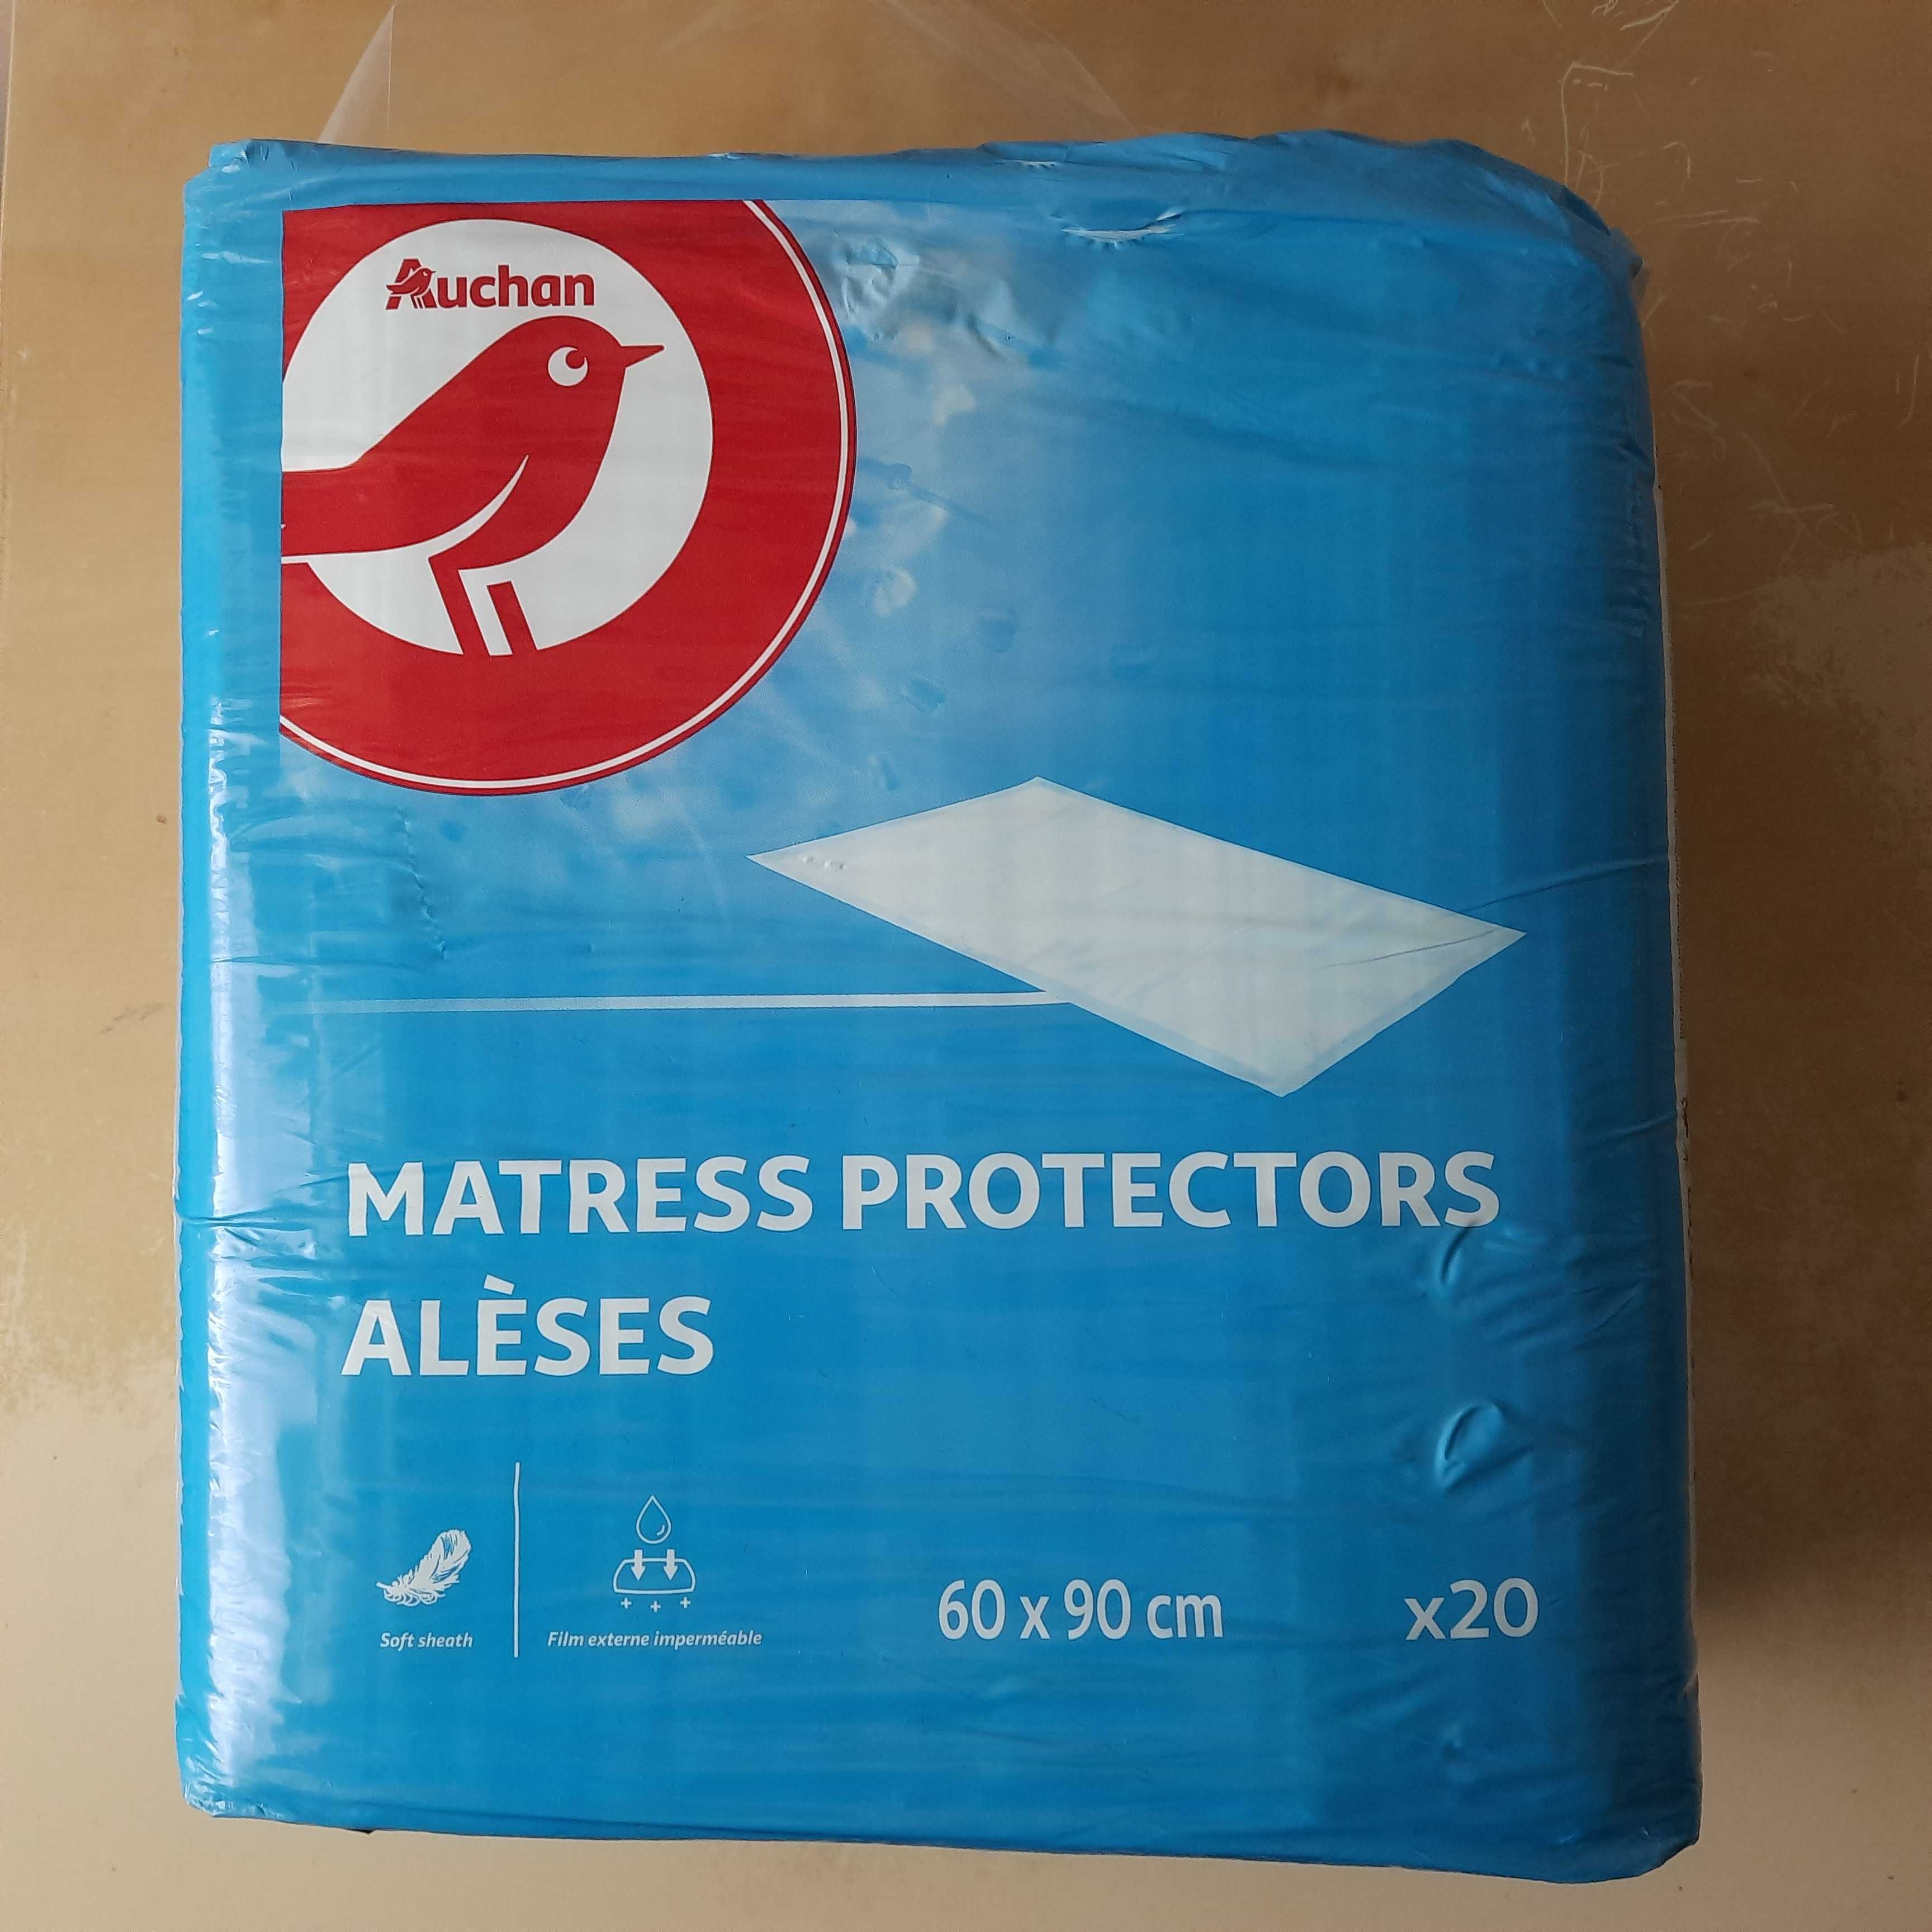 Auchan
MATRESS PROTECTORS
ALÈSES
Soft sheath
Film externe imperméable
60 x 90 cm
x20